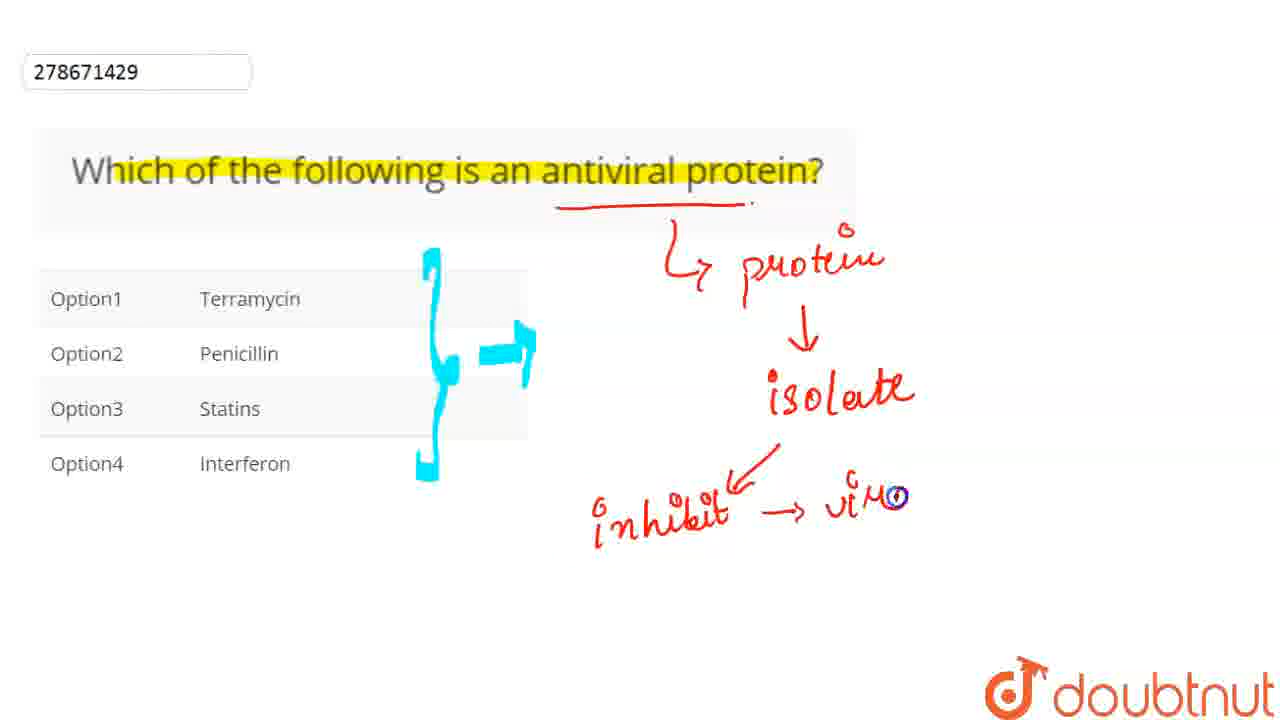 278671429
Which of the following is an antiviral protein?
protein
Option1 Terramycin
Option2 Penicillin
isolate
Option3 Statins
Option4 Interferon
inhibit → vir
doubtnut